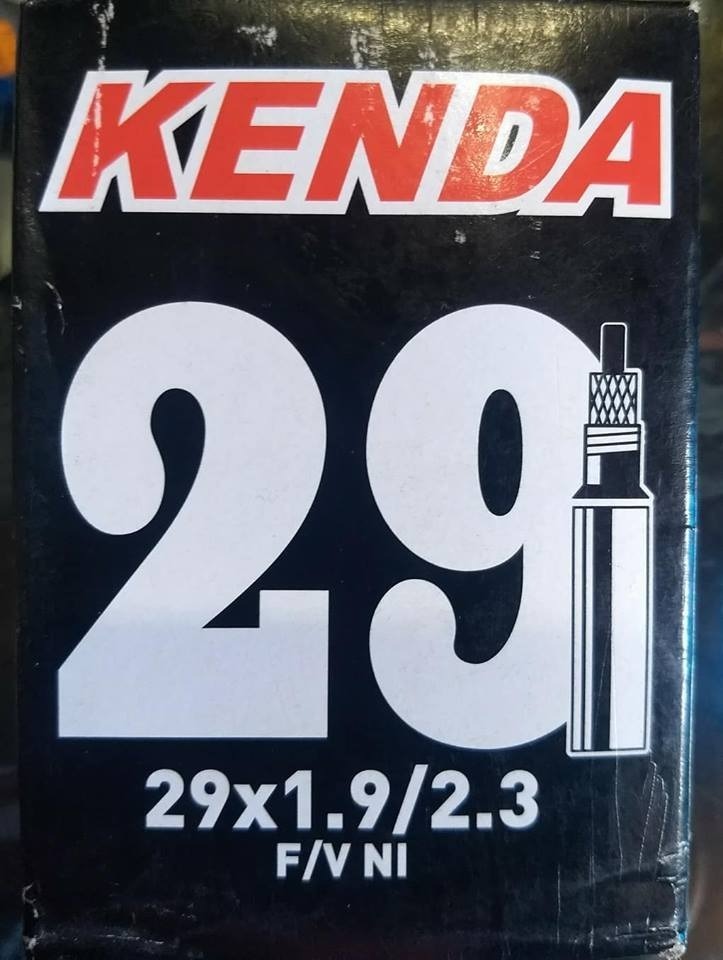 KENDA
29
29x1.9/2.3
F/V NI